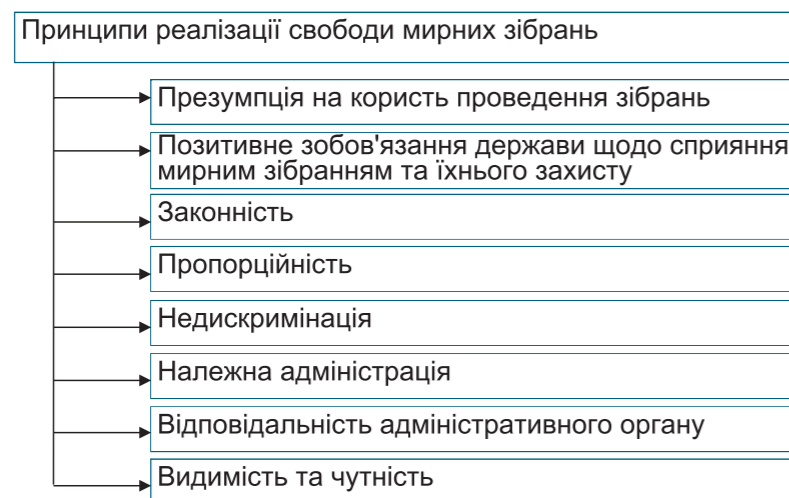 Принципи реалізації свободи мирних зібрань
Презумпція на користь проведення зібрань
Позитивне зобов'язання держави щодо сприяння
мирним зібранням та їхнього захисту
Законність
Пропорційність
Недискримінація
Належна адміністрація
Відповідальність адміністративного органу
Видимість та чутність